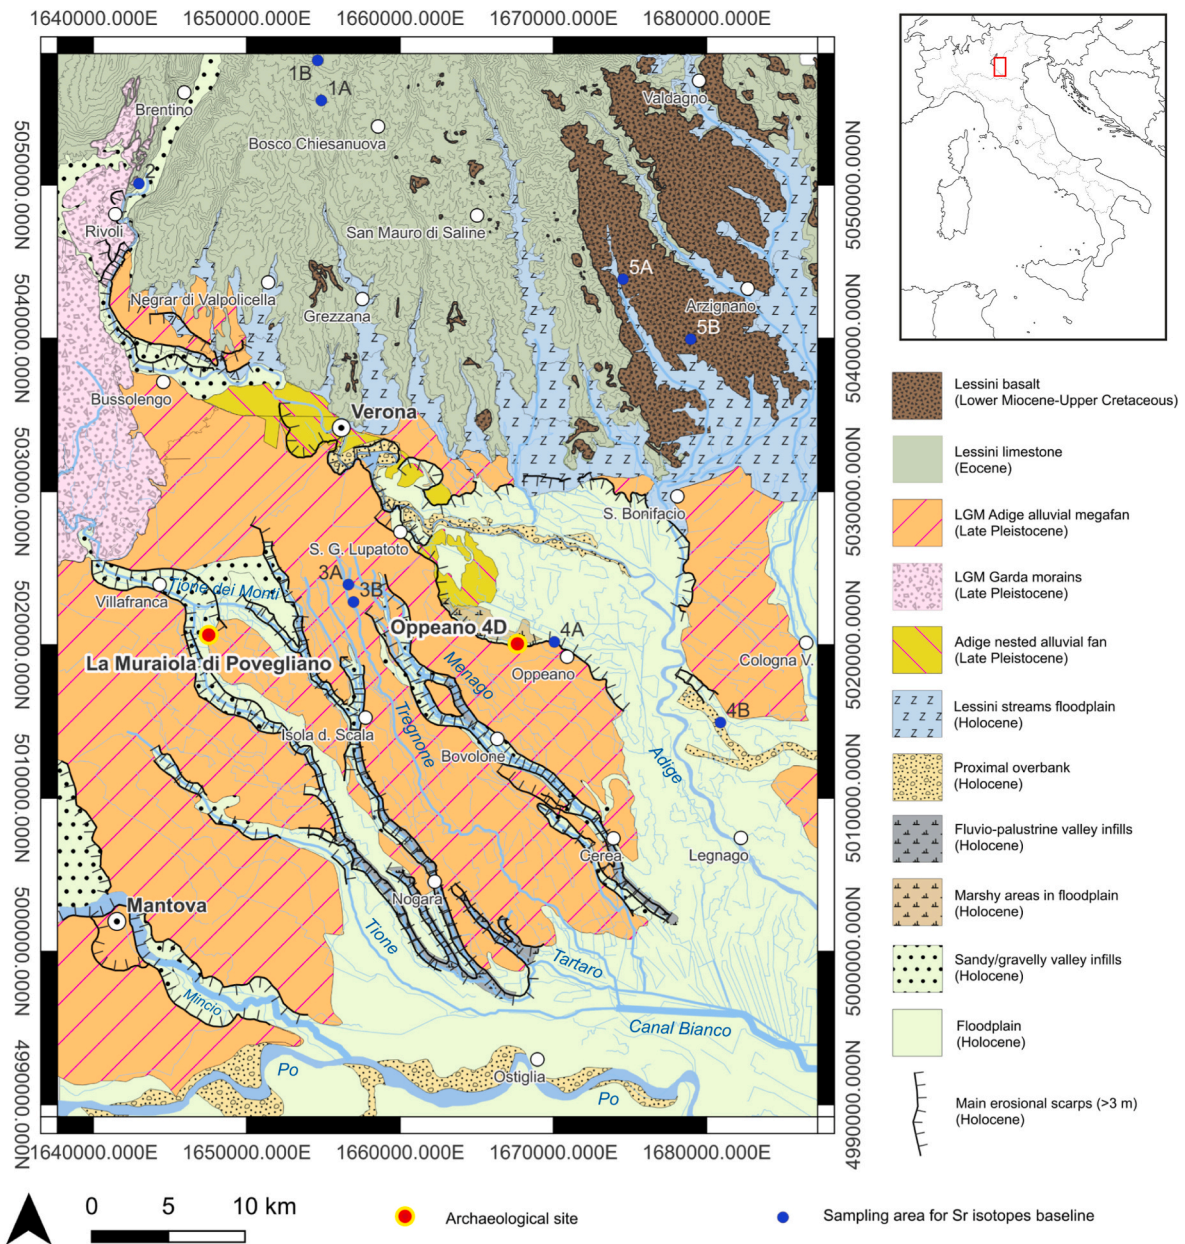 1640000.000E 1650000.000E 1660000.000E 1670000.000E 1680000.000E
5050000.000N
5040000.000N
5030000.000N
5020000.000N
5010000.000N
5000000.000N
4990000.000N
1B
1A
Brentino
Bosco Chiesanuova
Valdagno
2
Rivoli
San Mauro di Saline
5A
Negrar di Valpolicella
Grezzana
Arzignano
5B
Bussolengo
Verona
S. Bonifacio
S. G. Lupatoto
3A
3B
Tione dei Monti
Villafranca
Oppeano 4D
4A
La Muraiola di Povegliano
Menago
Oppeano
Cologna V.
4B
Isola d. Scala
Tregnone
Bovolone
Adige
Cerea
Legnago
Nogara
Mantova
Tione
Tartaro
Mincio
Canal Bianco
Po
Ostiglia
Po
5050000.000N
5040000.000N
5030000.000N
5020000.000N
5010000.000N
5000000.000N
4990000.000N
1640000.000E 1650000.000E 1660000.000E 1670000.000E 1680000.000E
Lessini basalt
(Lower Miocene-Upper Cretaceous)
Lessini limestone
(Eocene)
LGM Adige alluvial megafan
(Late Pleistocene)
LGM Garda morains
(Late Pleistocene)
Adige nested alluvial fan
(Late Pleistocene)
Lessini streams floodplain
(Holocene)
Proximal overbank
(Holocene)
Fluvio-palustrine valley infills
(Holocene)
Marshy areas in floodplain
(Holocene)
Sandy/gravelly valley infills
(Holocene)
Floodplain
(Holocene)
Main erosional scarps (>3 m)
(Holocene)
0 5 10 km
Archaeological site
Sampling area for Sr isotopes baseline